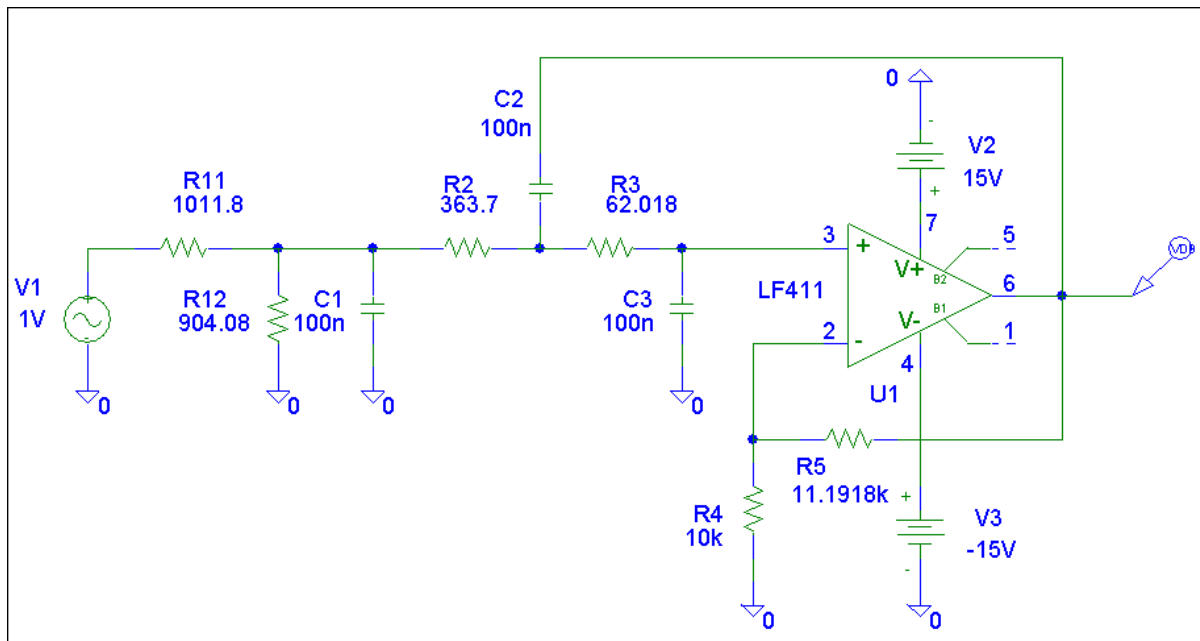 0
C2
100n
V2
15V
-
+
R11
1011.8
R2
363.7
R3
62.018
7
5
3
+
V+
B2
6
VDB
V1
1V
R12
904.08
C1
100n
C3
100n
LF411
V-
B1
2
-
1
4
U1
0
0
0
0
R5
11.1918k
R4
10k
+
V3
-15V
-
0
0